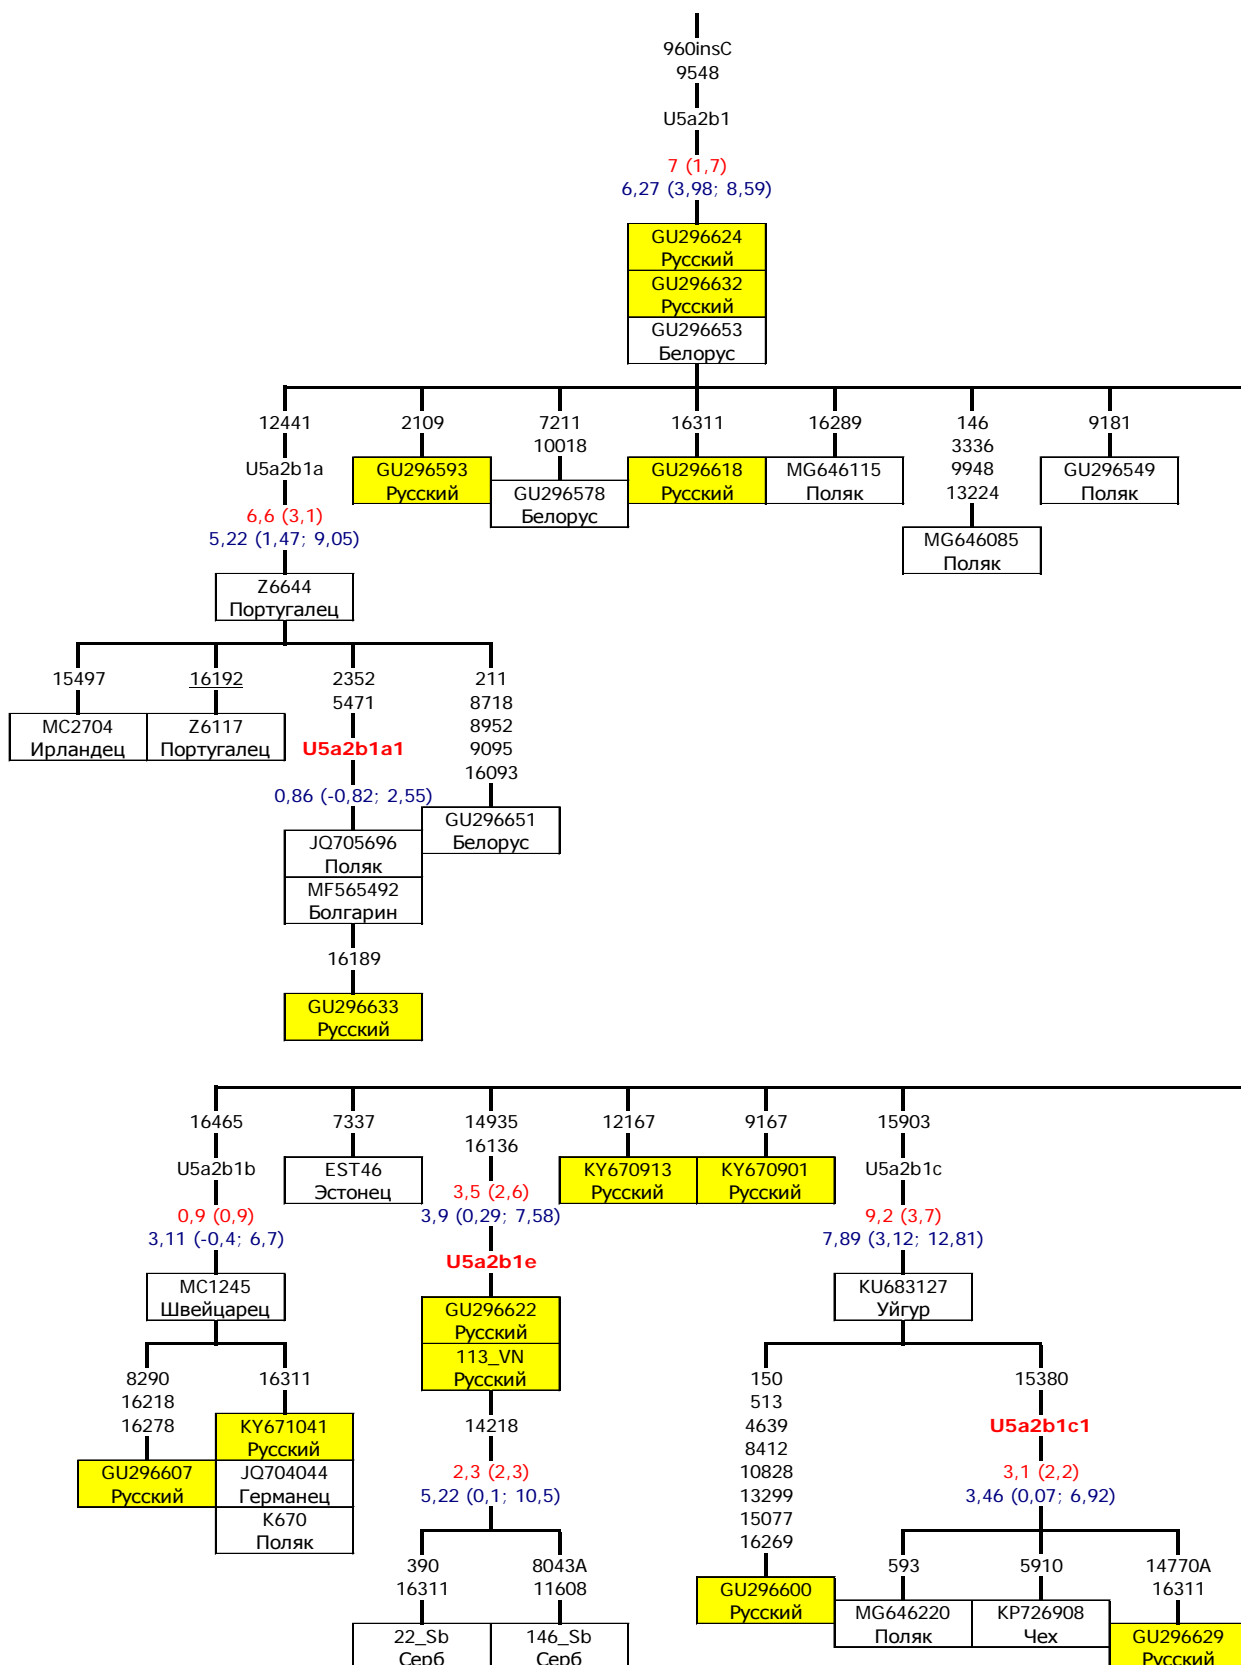 960insC
9548
U5a2b1
7 (1,7)
6,27 (3,98; 8,59)
GU296624
Русский
GU296632
Русский
GU296653
Белорус
12441
U5a2b1a
6,6 (3,1)
5,22 (1,47; 9,05)
Z6644
Португалец
2109
GU296593
Русский
7211
10018
GU296578
Белорус
16311
GU296618
Русский
16289
MG646115
Поляк
146
3336
9948
13224
MG646085
Поляк
9181
GU296549
Поляк
15497
MC2704
Ирландец
16192
Z6117
Португалец
2352
5471
U5a2b1a1
0,86 (-0,82; 2,55)
JQ705696
Поляк
MF565492
Болгарин
16189
GU296633
Русский
211
8718
8952
9095
16093
GU296651
Белорус
16465
U5a2b1b
0,9 (0,9)
3,11 (-0,4; 6,7)
MC1245
Швейцарец
8290
16218
16278
GU296607
Русский
16311
KY671041
Русский
JQ704044
Германец
K670
Поляк
7337
EST46
Эстонец
14935
16136
3,5 (2,6)
3,9 (0,29; 7,58)
U5a2b1e
GU296622
Русский
113_VN
Русский
14218
2,3 (2,3)
5,22 (0,1; 10,5)
390
16311
22_Sb
Серб
8043A
11608
146_Sb
Серб
12167
KY670913
Русский
9167
KY670901
Русский
15903
U5a2b1c
9,2 (3,7)
7,89 (3,12; 12,81)
KU683127
Уйгур
150
513
4639
8412
10828
13299
15077
16269
GU296600
Русский
15380
U5a2b1c1
3,1 (2,2)
3,46 (0,07; 6,92)
593
MG646220
Поляк
5910
KP726908
Чех
14770A
16311
GU296629
Русский